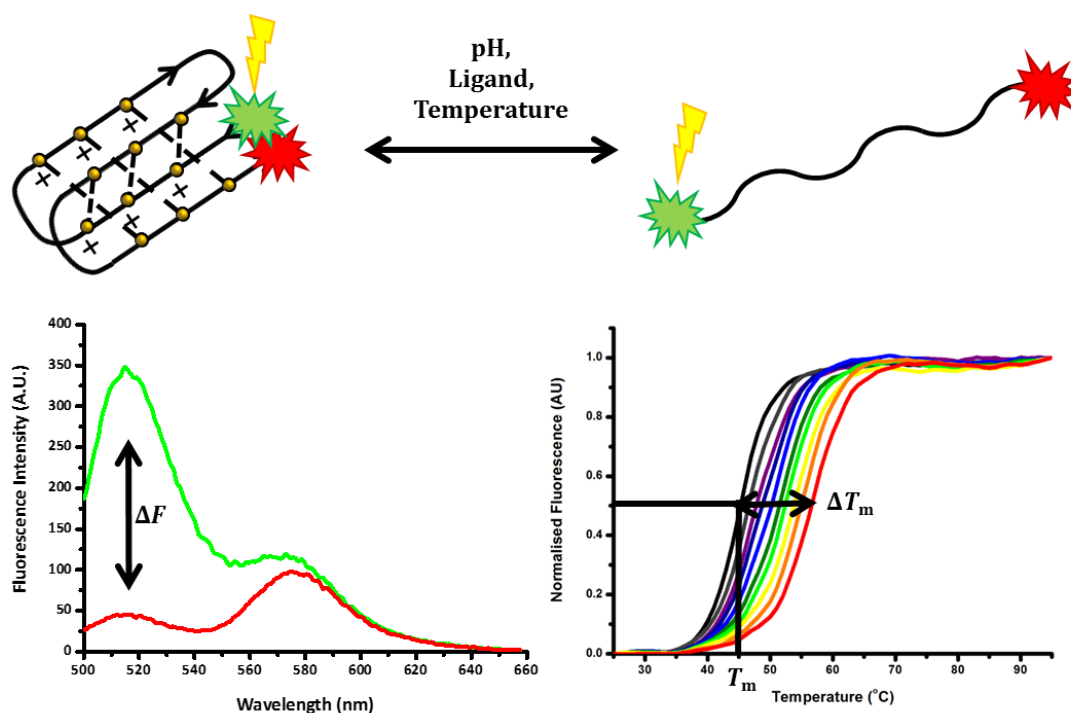 pH,
Ligand,
Temperature
Fluorescence Intensity (A.U.)
400
350
300
250
200
150
100
50
0
ΔF
500 520 540 560 580 600 620 640 660
Wavelength (nm)
Normalised Fluorescence (AU)
1.0
0.8
0.6
0.4
0.2
0.0
ΔTm
30 40 50 60 70 80 90
Tm
Temperature (°C)